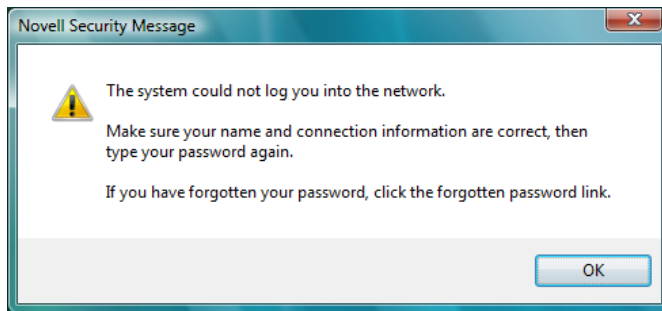 Novell Security Message
The system could not log you into the network.
Make sure your name and connection information are correct, then
type your password again.
If you have forgotten your password, click the forgotten password link.
OK